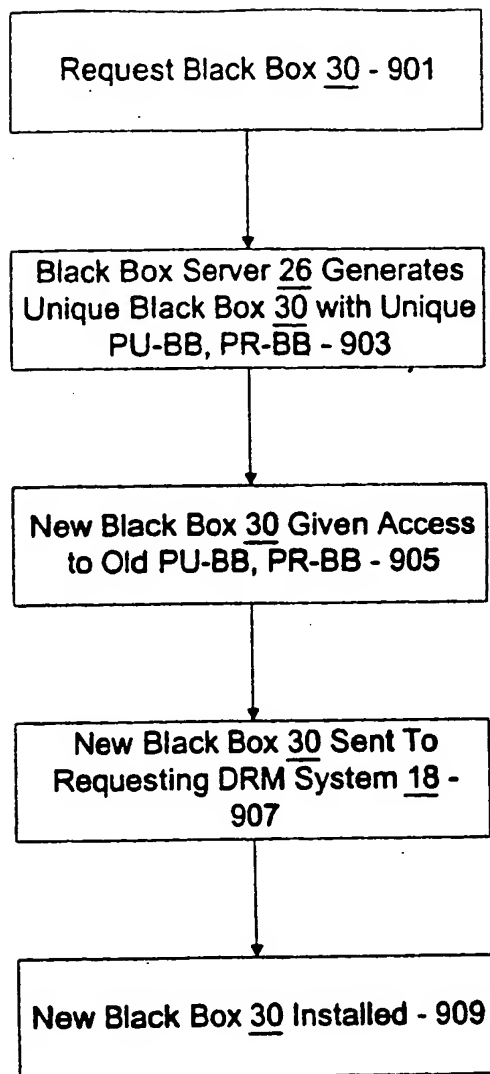 Request Black Box 30 - 901
Black Box Server 26 Generates
Unique Black Box 30 with Unique
PU-BB, PR-BB - 903
New Black Box 30 Given Access
to Old PU-BB, PR-BB - 905
New Black Box 30 Sent To
Requesting DRM System 18 -
907
New Black Box 30 Installed - 909